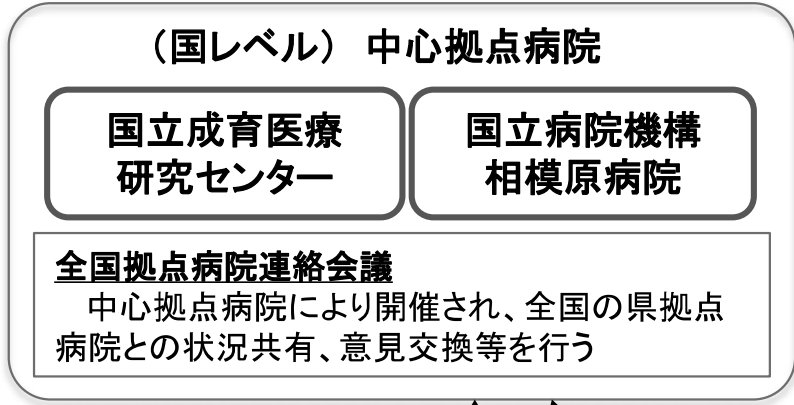 （国レベル） 中心拠点病院
国立成育医療
研究センター
国立病院機構
相模原病院
全国拠点病院連絡会議
　中心拠点病院により開催され、全国の県拠点
病院との状況共有、意見交換等を行う